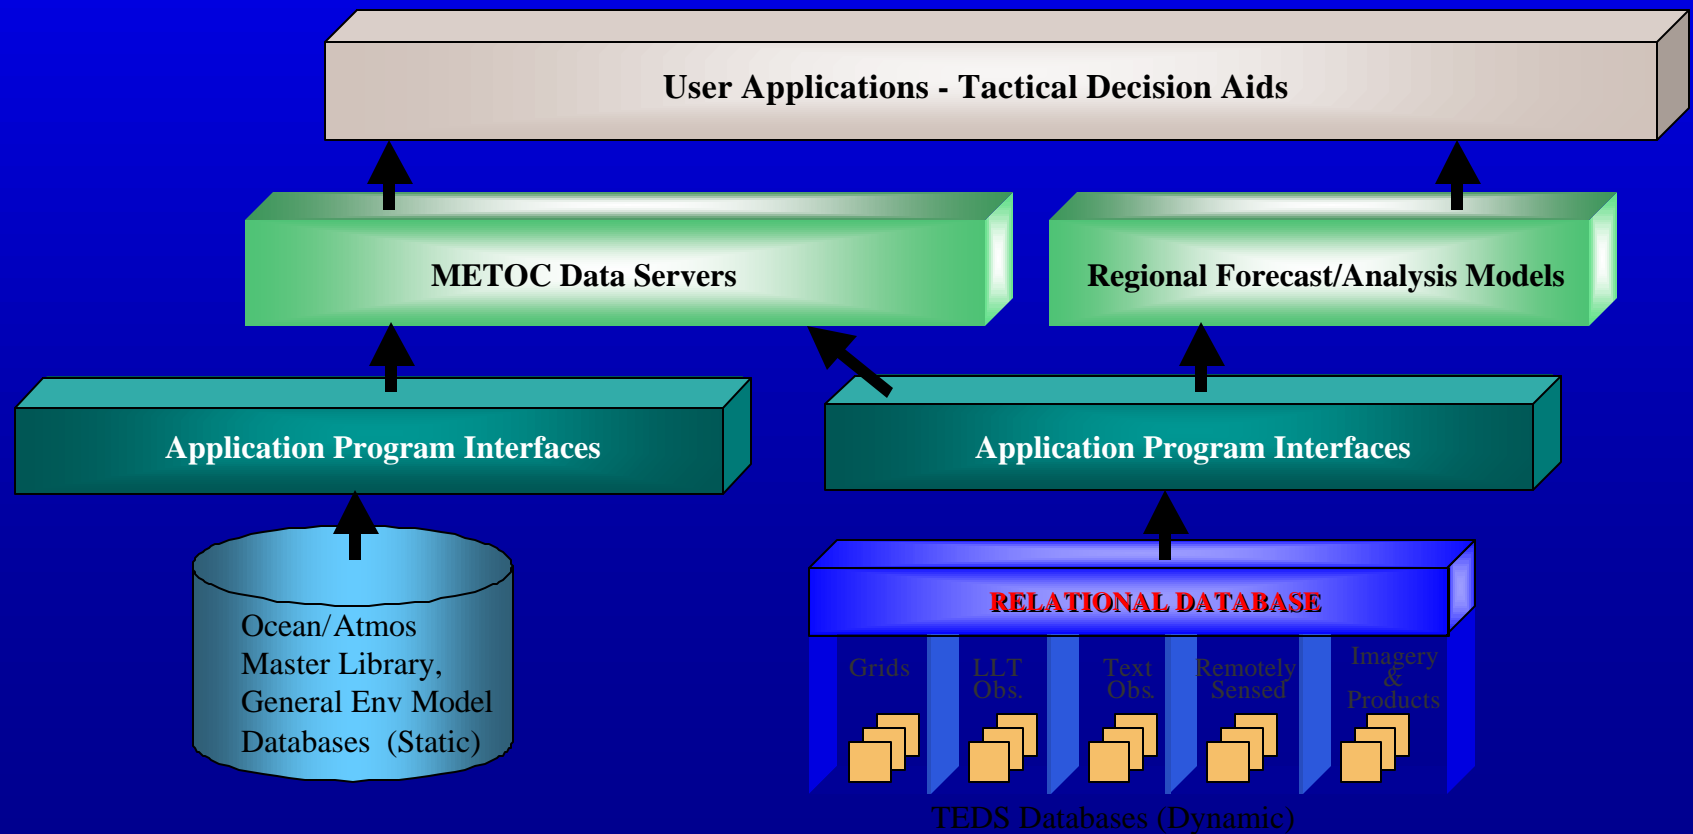 User Applications - Tactical Decision Aids
METOC Data Servers
Regional Forecast/Analysis Models
Application Program Interfaces
Application Program Interfaces
Ocean/Atmos
Master Library,
General Env Model
Databases (Static)
RELATIONAL DATABASE
Grids
LLT
Obs.
Text
Obs.
Remotely
Sensed
Imagery
&
Products
TEDS Databases (Dynamic)